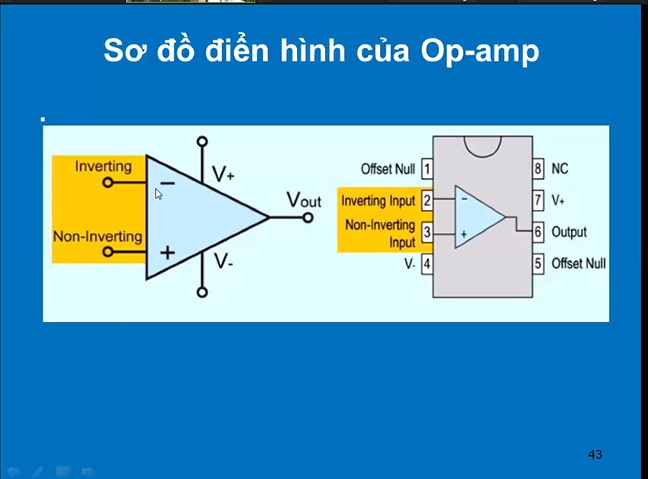 Sơ đồ điển hình của Op-amp
Inverting
−
V+
Vout
Non-Inverting
+
V-
Offset Null 1
8 NC
Inverting Input 2
−
7 V+
Non-Inverting
Input 3
+
6 Output
V- 4
5 Offset Null
43